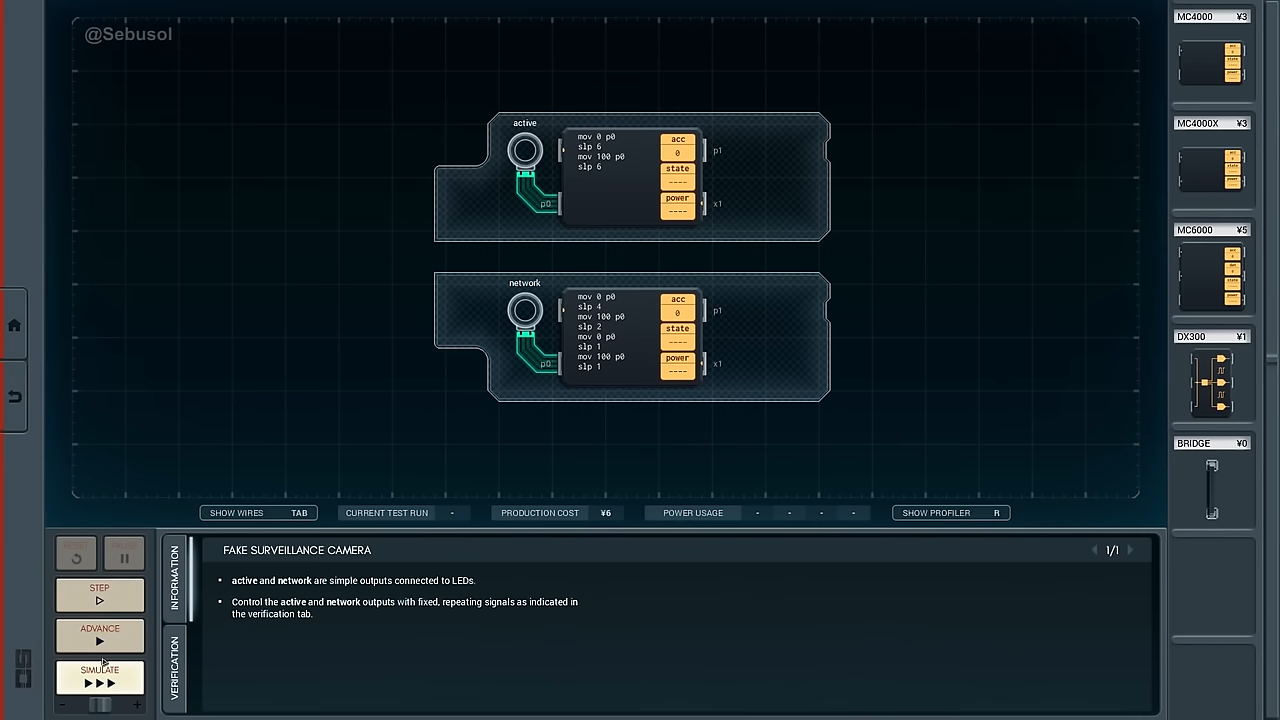 @Sebusol
active
mov 0 p0
slp 6
mov 100 p0
slp 6
acc
0
state
----
power
----
p0
p1
x1
network
mov 0 p0
slp 4
mov 100 p0
slp 2
mov 0 p0
slp 1
mov 100 p0
slp 1
acc
0
state
----
power
----
p0
p1
x1
SHOW WIRES TAB
CURRENT TEST RUN -
PRODUCTION COST ¥6
POWER USAGE - - - -
SHOW PROFILER R
MC4000 ¥3
MC4000X ¥3
MC6000 ¥5
DX300 ¥1
BRIDGE ¥0
RESET
PAUSE
STEP
ADVANCE
SIMULATE
- +
INFORMATION
VERIFICATION
FAKE SURVEILLANCE CAMERA
1/1
• active and network are simple outputs connected to LEDs.
• Control the active and network outputs with fixed, repeating signals as indicated in
the verification tab.